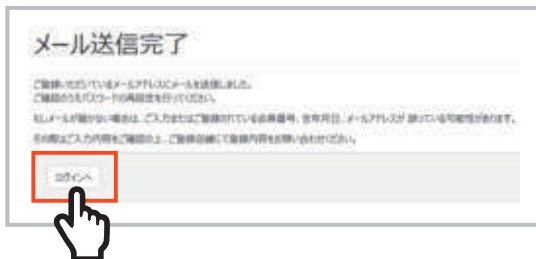 メール送信完了
ご登録いただいているメールアドレスにメールを送信しました。
ご確認のうえパスワードの再設定を行ってください。
もしメールが届かない場合は、ご入力またはご登録されている会員番号、生年月日、メールアドレスが誤っている可能性があります。
その際はご入力内容をご確認の上、ご登録店舗にて登録内容をお問い合わせください。
ログインへ